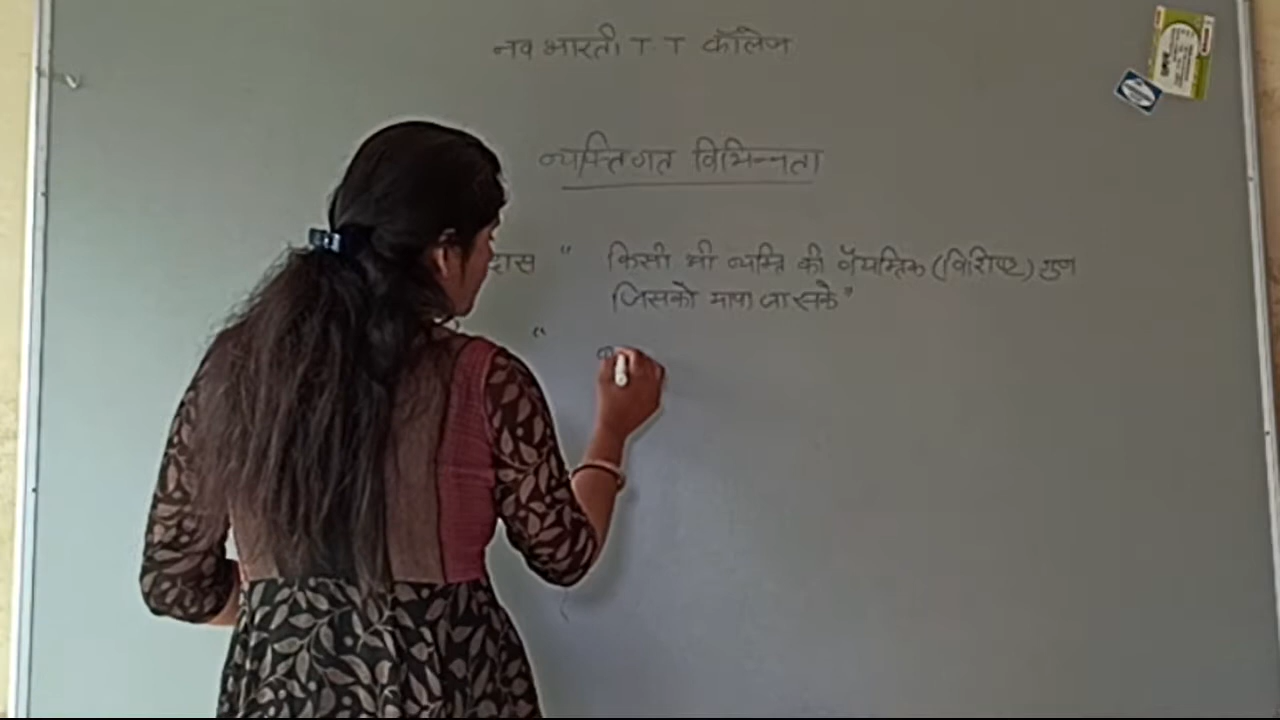 नव भारती T. T कॉलेज
व्यक्तिगत विभिन्नता
" किसी भी व्यक्ति की वैयक्तिक (विशिष्ट) गुण
जिसको मापा जा सके"
"